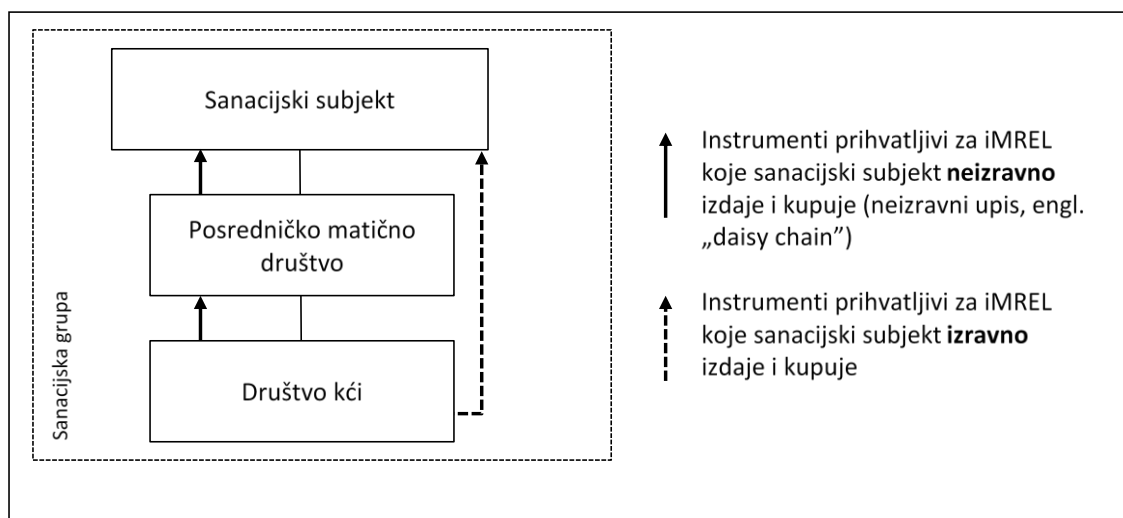 Sanacijski subjekt
Posredničko matično
društvo
Društvo kći
Sanacijska grupa
Instrumenti prihvatljivi za iMREL
koje sanacijski subjekt neizravno
izdaje i kupuje (neizravni upis, engl.
„daisy chain”)
Instrumenti prihvatljivi za iMREL
koje sanacijski subjekt izravno
izdaje i kupuje